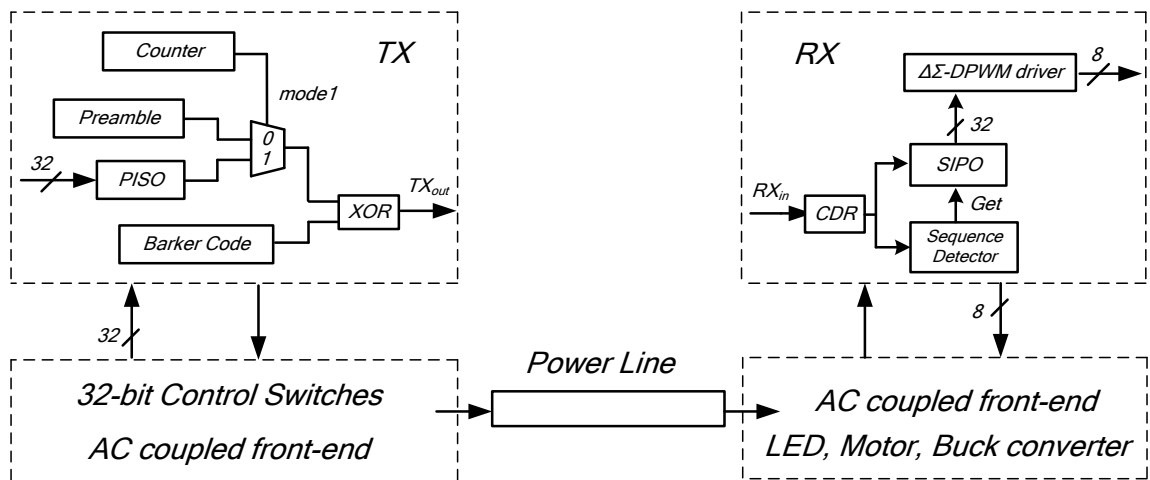 TX
Counter
mode1
Preamble
0
1
32
PISO
XOR
TXout
Barker Code
RX
ΔΣ-DPWM driver
8
32
SIPO
RXin
CDR
Get
Sequence
Detector
32
8
32-bit Control Switches
AC coupled front-end
Power Line
AC coupled front-end
LED, Motor, Buck converter